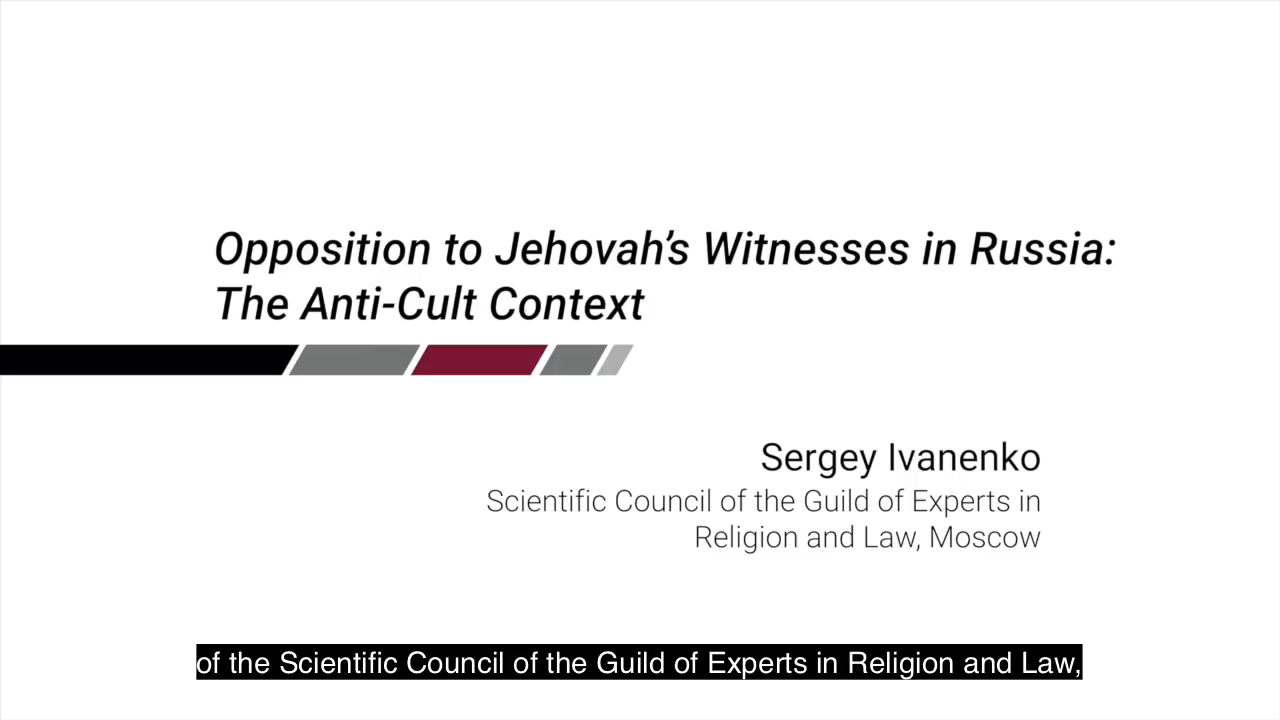 Opposition to Jehovah’s Witnesses in Russia:
The Anti-Cult Context
Sergey Ivanenko
Scientific Council of the Guild of Experts in
Religion and Law, Moscow
of the Scientific Council of the Guild of Experts in Religion and Law,